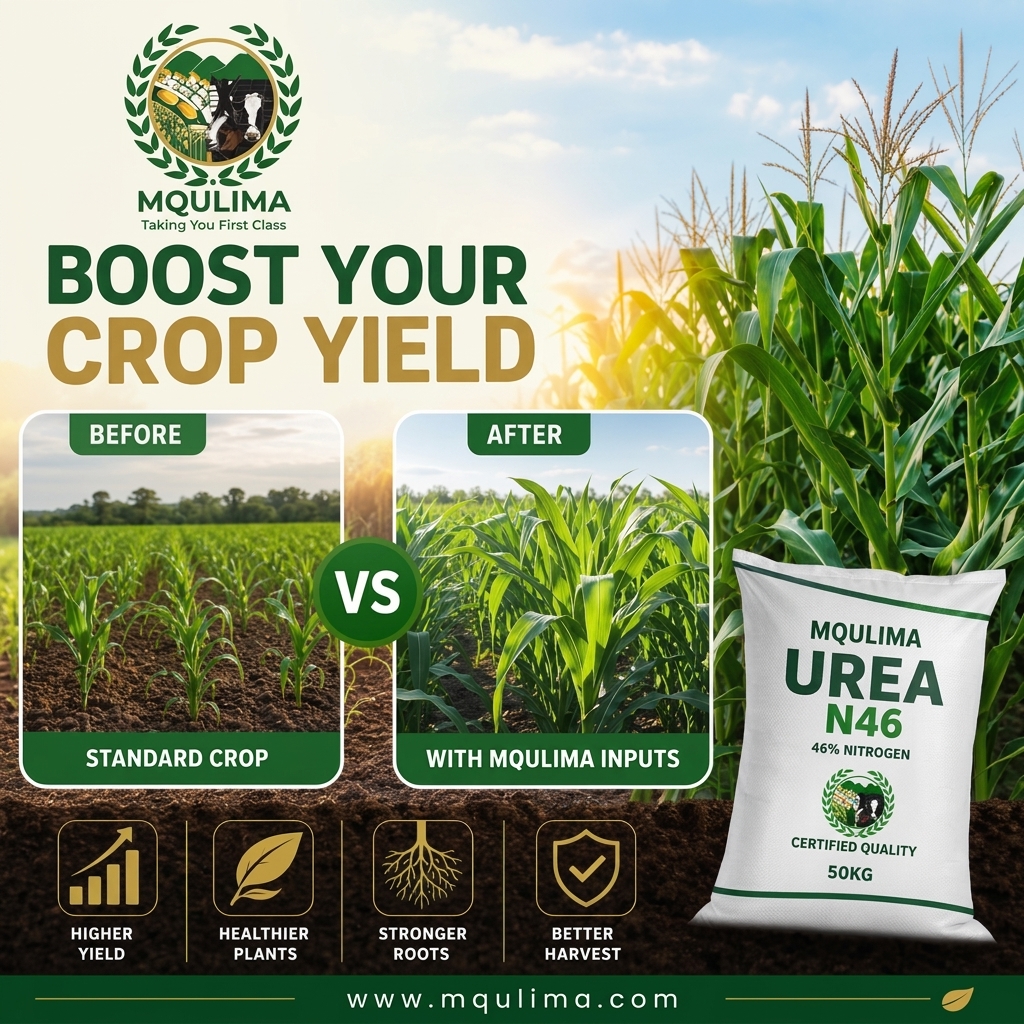 MQULIMA
Taking You First Class
BOOST YOUR
CROP YIELD
BEFORE
AFTER
VS
STANDARD CROP
WITH MQULIMA INPUTS
MQULIMA
UREA
N46
46% NITROGEN
CERTIFIED QUALITY
50KG
HIGHER
YIELD
HEALTHIER
PLANTS
STRONGER
ROOTS
BETTER
HARVEST
www.mqulima.com